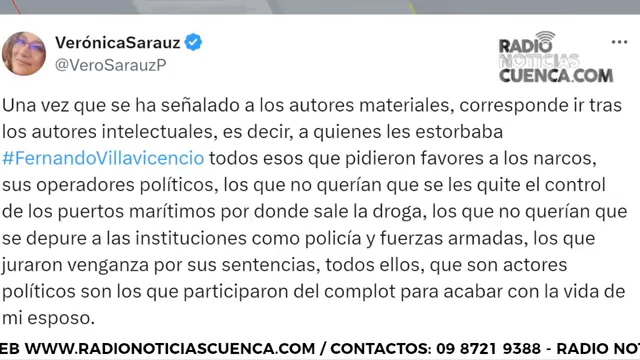 VerónicaSarauz
@VeroSarauzP
RADIO
NOTICIAS
CUENCA.COM
Una vez que se ha señalado a los autores materiales, corresponde ir tras
los autores intelectuales, es decir, a quienes les estorbaba
#FernandoVillavicencio todos esos que pidieron favores a los narcos,
sus operadores políticos, los que no querían que se les quite el control
de los puertos marítimos por donde sale la droga, los que no querían que
se depure a las instituciones como policía y fuerzas armadas, los que
juraron venganza por sus sentencias, todos ellos, que son actores
políticos son los que participaron del complot para acabar con la vida de
mi esposo.
EB WWW.RADIONOTICIASCUENCA.COM / CONTACTOS: 09 8721 9388 - RADIO NOT